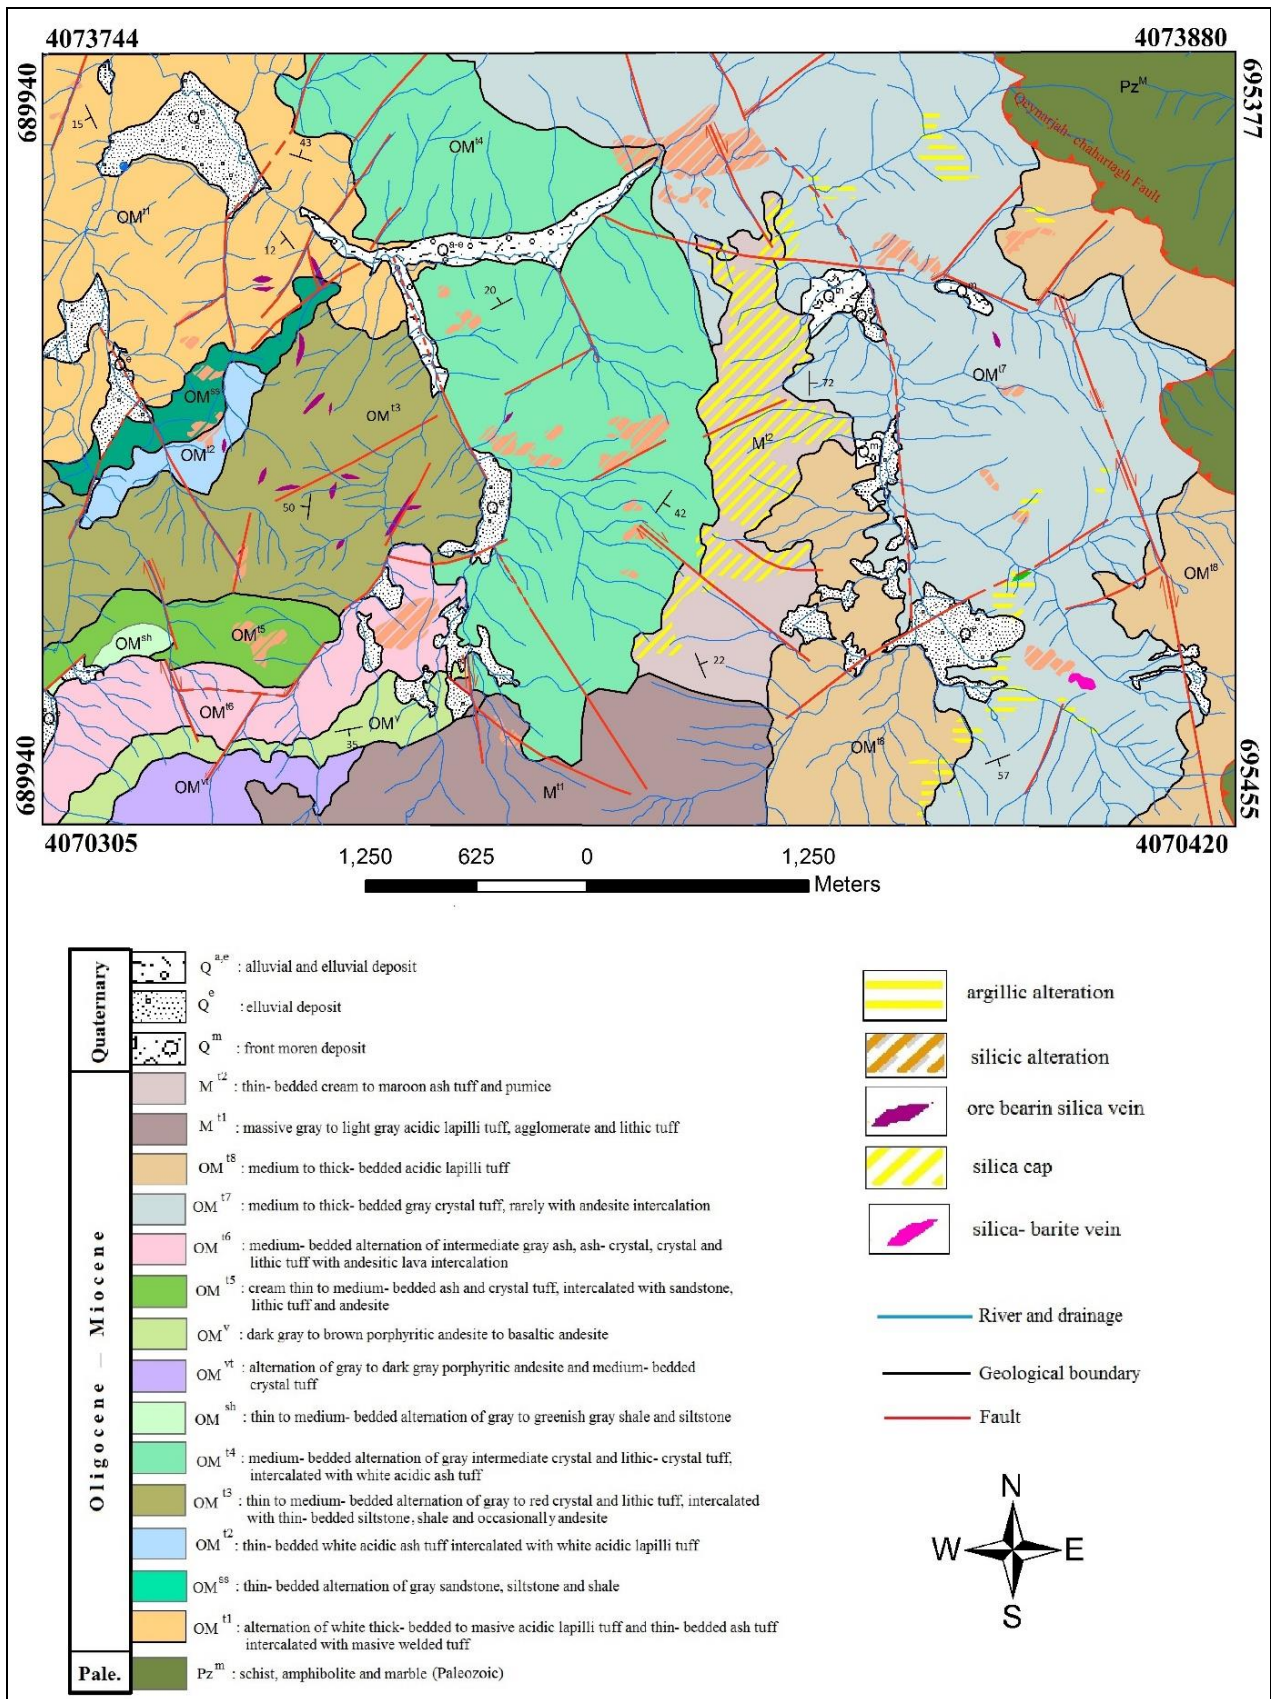 4073744
4073880
689940
695377
Pz^M
Qeynarjah- chahartagh Fault
15
Q^e
43
OM^t4
OM^t1
12
Q^a-e
20
Q^m
Q^e
Q^m
OM^t7
Q^e
72
OM^ss
OM^t3
OM^t2
M^t2
Q^m
50
Q^e
42
OM^t8
OM^sh
OM^t5
Q^e
22
OM^t6
OM^v
35
OM^t8
57
OM^vt
M^t1
689940
695455
4070305
4070420
1,250
625
0
1,250
Meters
Quaternary
Q^a,e : alluvial and elluvial deposit
Q^e : elluvial deposit
Q^m : front moren deposit
Oligocene – Miocene
M^t2 : thin- bedded cream to maroon ash tuff and pumice
M^t1 : massive gray to light gray acidic lapilli tuff, agglomerate and lithic tuff
OM^t8 : medium to thick- bedded acidic lapilli tuff
OM^t7 : medium to thick- bedded gray crystal tuff, rarely with andesite intercalation
OM^t6 : medium- bedded alternation of intermediate gray ash, ash- crystal, crystal and
lithic tuff with andesitic lava intercalation
OM^t5 : cream thin to medium- bedded ash and crystal tuff, intercalated with sandstone,
lithic tuff and andesite
OM^v : dark gray to brown porphyritic andesite to basaltic andesite
OM^vt : alternation of gray to dark gray porphyritic andesite and medium- bedded
crystal tuff
OM^sh : thin to medium- bedded alternation of gray to greenish gray shale and siltstone
OM^t4 : medium- bedded alternation of gray intermediate crystal and lithic- crystal tuff,
intercalated with white acidic ash tuff
OM^t3 : thin to medium- bedded alternation of gray to red crystal and lithic tuff, intercalated
with thin- bedded siltstone, shale and occasionally andesite
OM^t2 : thin- bedded white acidic ash tuff intercalated with white acidic lapilli tuff
OM^ss : thin- bedded alternation of gray sandstone, siltstone and shale
OM^t1 : alternation of white thick- bedded to masive acidic lapilli tuff and thin- bedded ash tuff
intercalated with masive welded tuff
Pale.
Pz^m : schist, amphibolite and marble (Paleozoic)
argillic alteration
silicic alteration
ore bearin silica vein
silica cap
silica- barite vein
River and drainage
Geological boundary
Fault
N
W
E
S